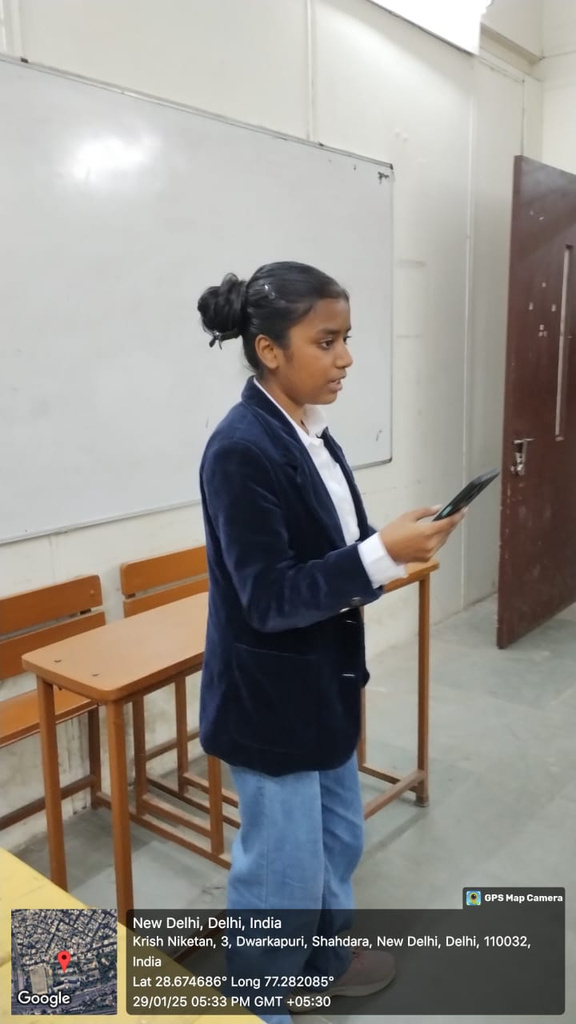 GPS Map Camera
New Delhi, Delhi, India
Krish Niketan, 3, Dwarkapuri, Shahdara, New Delhi, Delhi, 110032,
India
Lat 28.674686° Long 77.282085°
29/01/25 05:33 PM GMT +05:30
Google